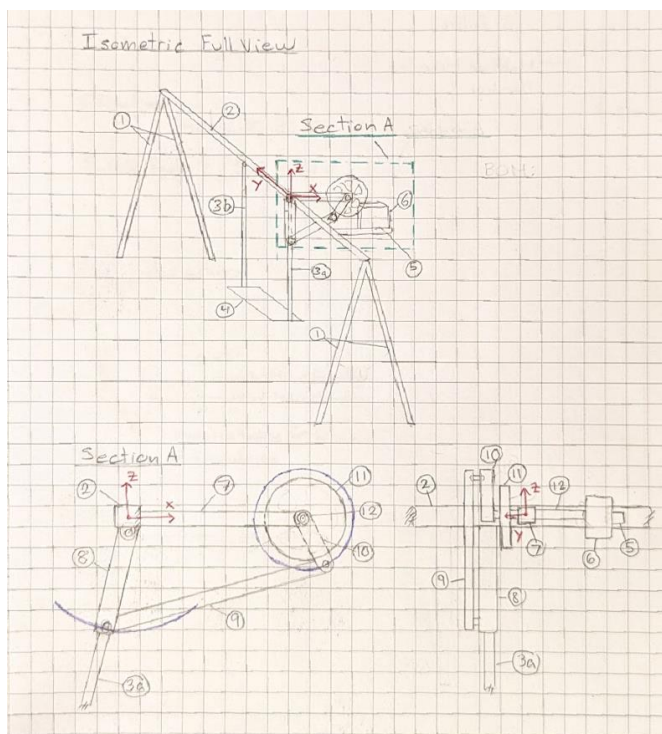 Isometric Full View
② 
①
Section A
Z
Y
X
3b
⑥
3a
⑤
④
①
Section A
Z
②
X
⑦
⑪
⑫
⑩
⑧
⑨
3a
⑩
⑪
②
Z
⑫
Y
⑦
⑥
⑤
⑨
⑧
3a